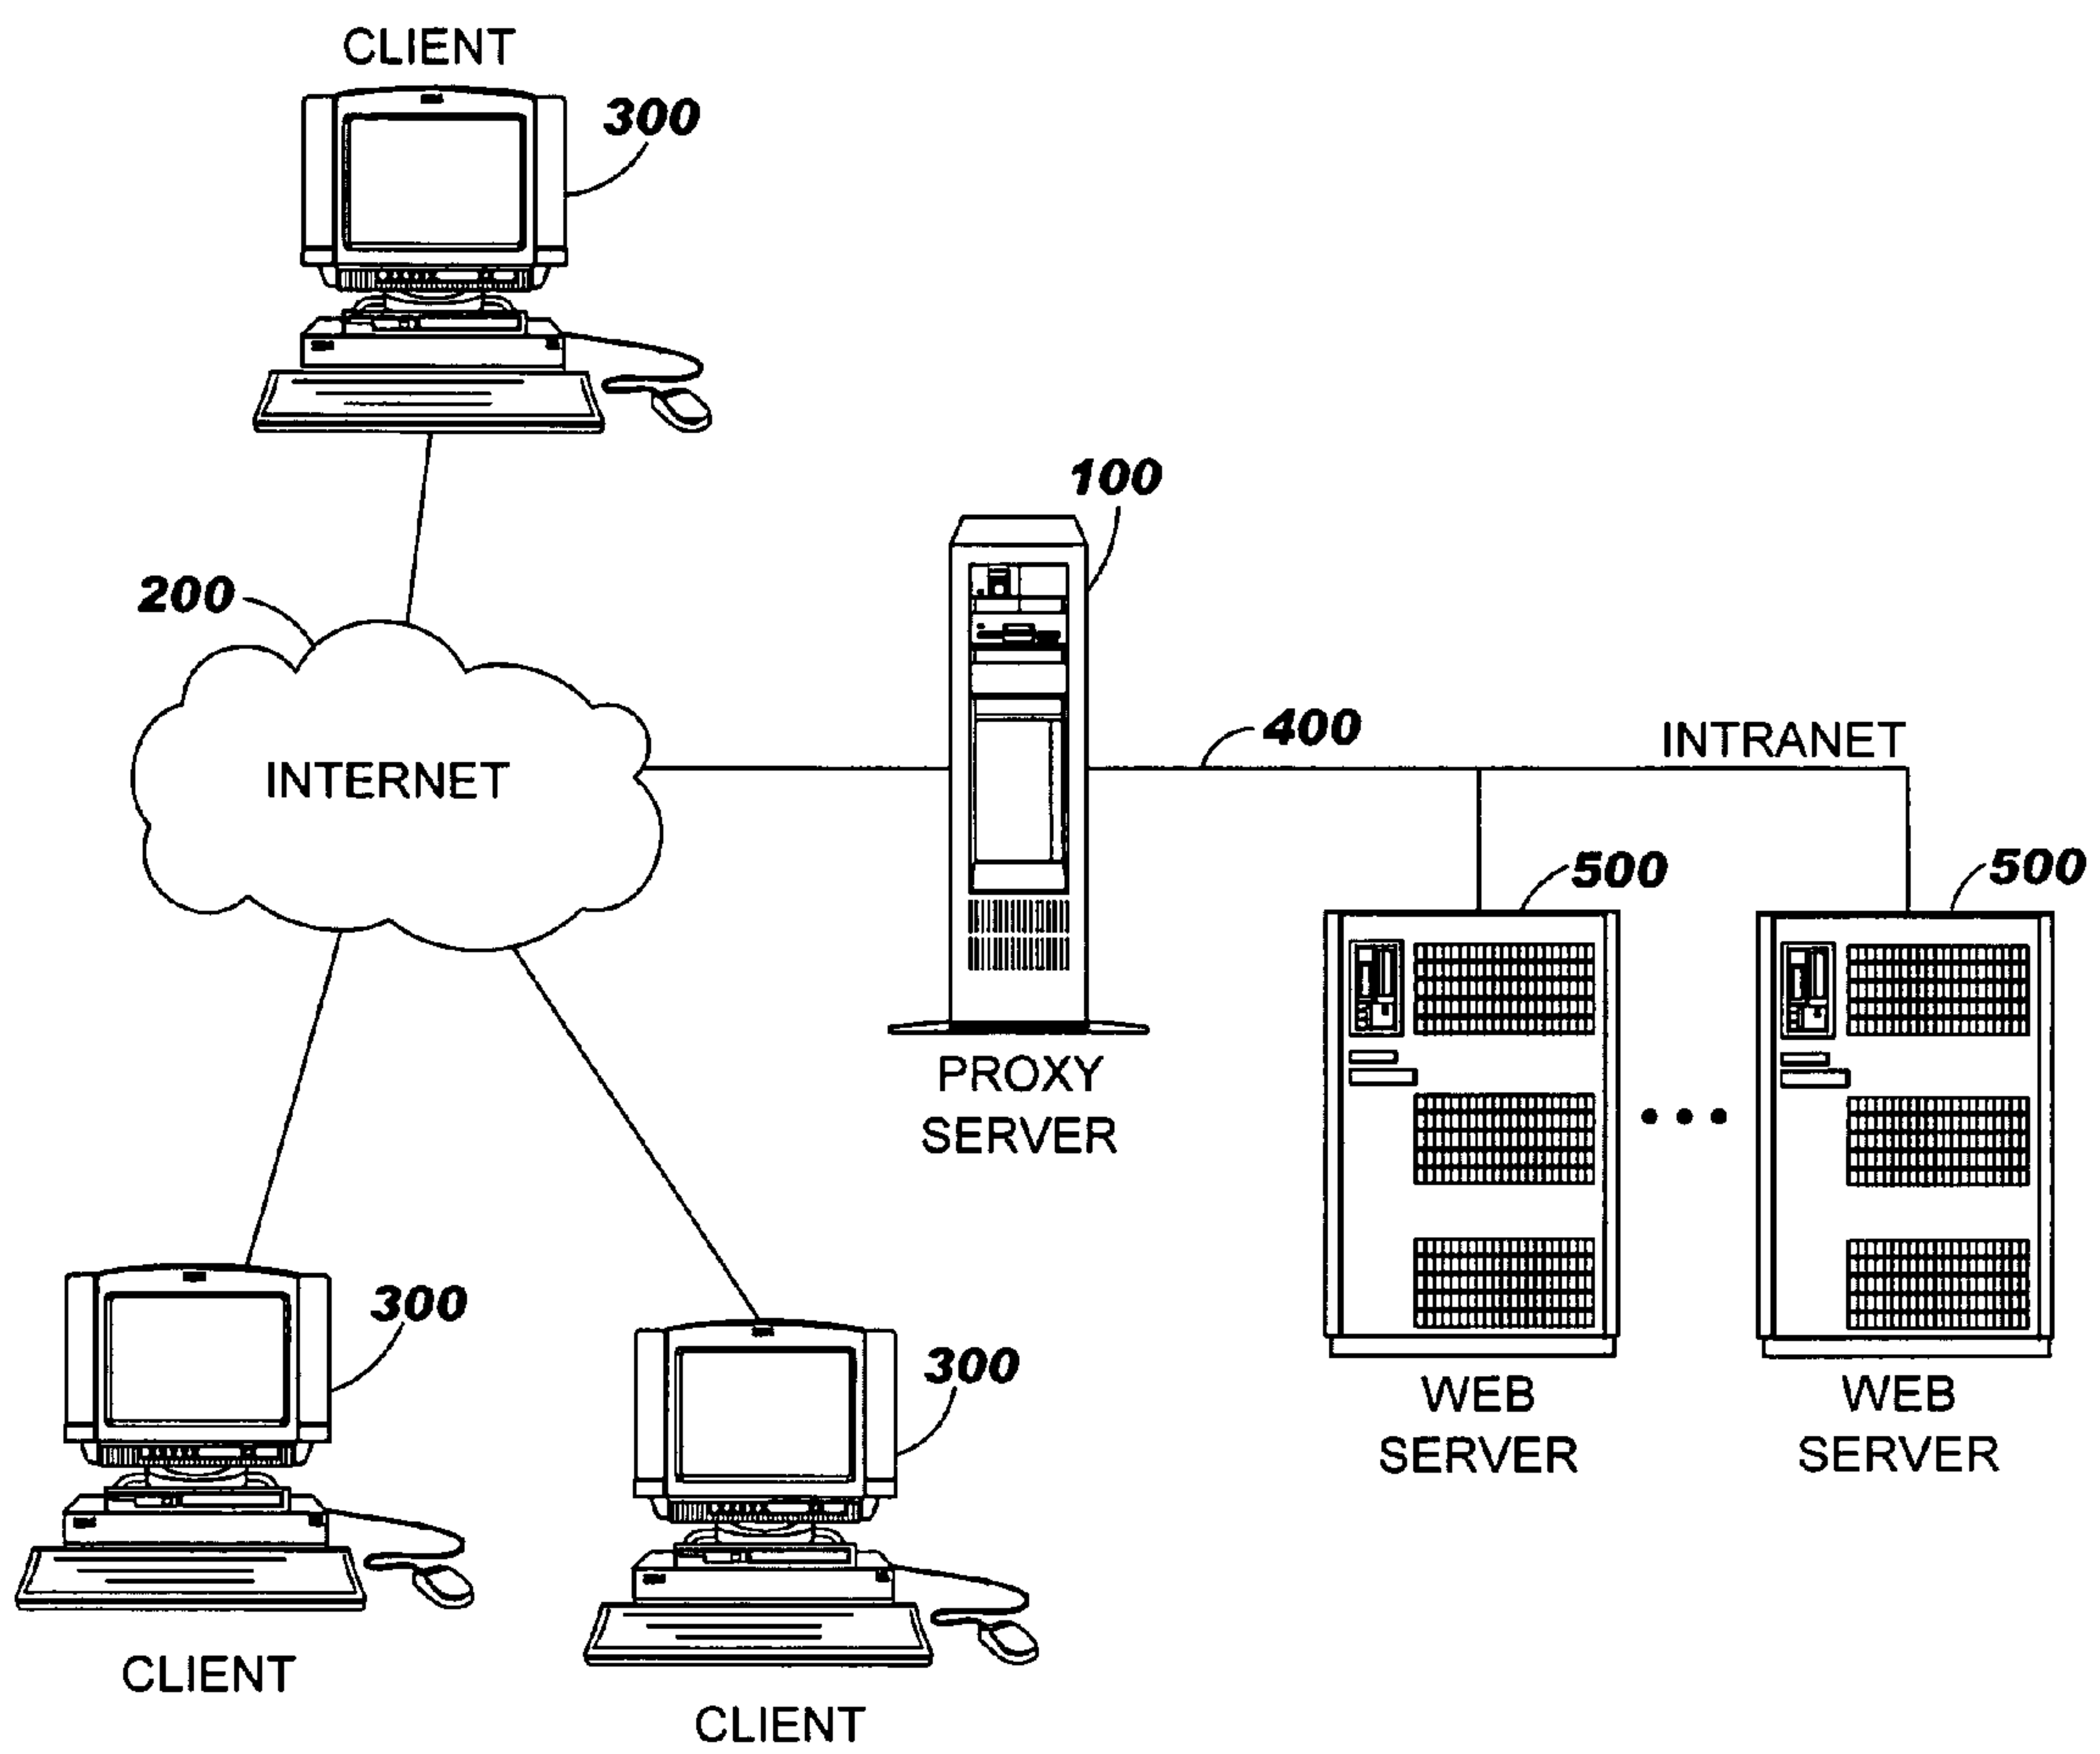 CLIENT
300
100
200
400
INTRANET
INTERNET
500
500
PROXY
SERVER
300
300
WEB
SERVER
WEB
SERVER
CLIENT
CLIENT